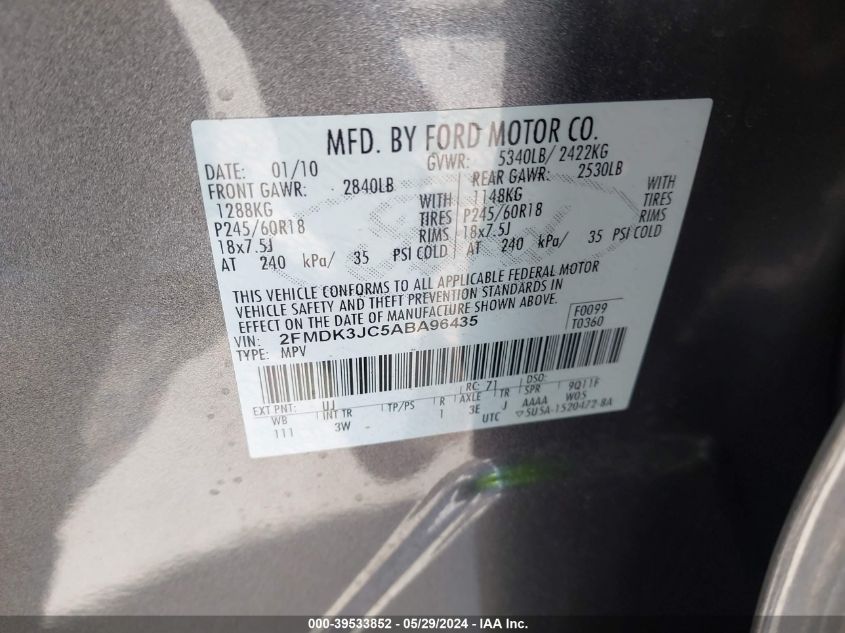 MFD. BY FORD MOTOR CO.
DATE: 01/10 GVWR: 5340LB/ 2422KG
FRONT GAWR: 2840LB REAR GAWR: 2530LB
1288KG WITH 1148KG WITH
P245/60R18 TIRES P245/60R18 TIRES
18x7.5J RIMS 18x7.5J RIMS
AT 240 kPa/ 35 PSI COLD AT 240 kPa/ 35 PSI COLD
THIS VEHICLE CONFORMS TO ALL APPLICABLE FEDERAL MOTOR
VEHICLE SAFETY AND THEFT PREVENTION STANDARDS IN
EFFECT ON THE DATE OF MANUFACTURE SHOWN ABOVE.
F0099
T0360
VIN: 2FMDK3JC5ABA96435
TYPE: MPV
RC: 71 DSO:
EXT PNT: UJ
WB INT TR TP/PS R AXLE TR SPR 9Q11F
111 3W - 1 3E J AAAA W05
UTC ▽5U5A-1520472-BA
000-39533852 - 05/29/2024 - IAA Inc.